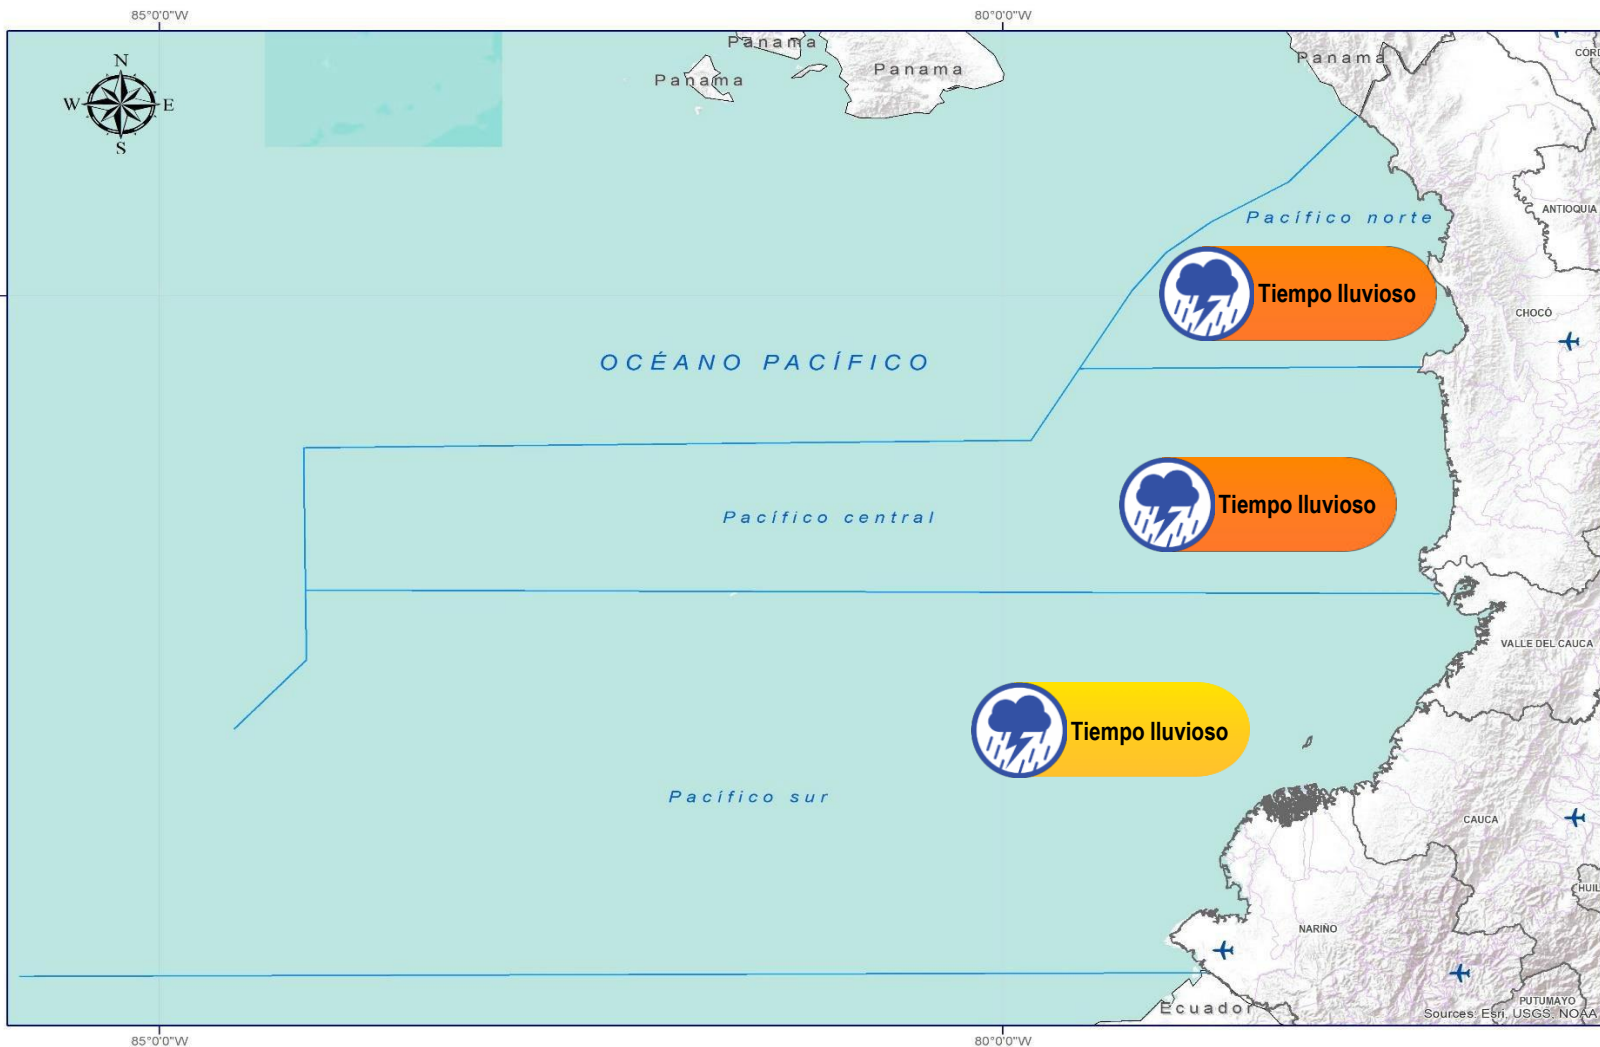 85°0'0"W
80°0'0"W
N
W
E
S
Panama
Panama
Panama
Panama
CÓRD
ANTIOQUIA
Pacífico norte
Tiempo lluvioso
CHOCÓ
OCÉANO PACÍFICO
Tiempo lluvioso
Pacífico central
VALLE DEL CAUCA
Tiempo lluvioso
Pacífico sur
CAUCA
HUIL
NARIÑO
PUTUMAYO
Ecuador
Sources: Esri, USGS, NOAA
85°0'0"W
80°0'0"W